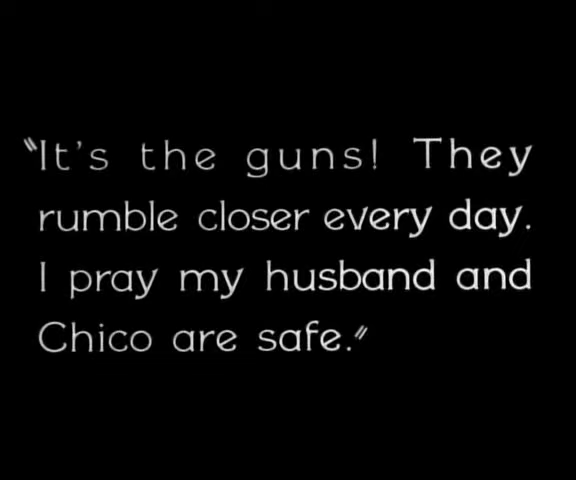 "It's the guns! They
rumble closer every day.
I pray my husband and
Chico are safe."